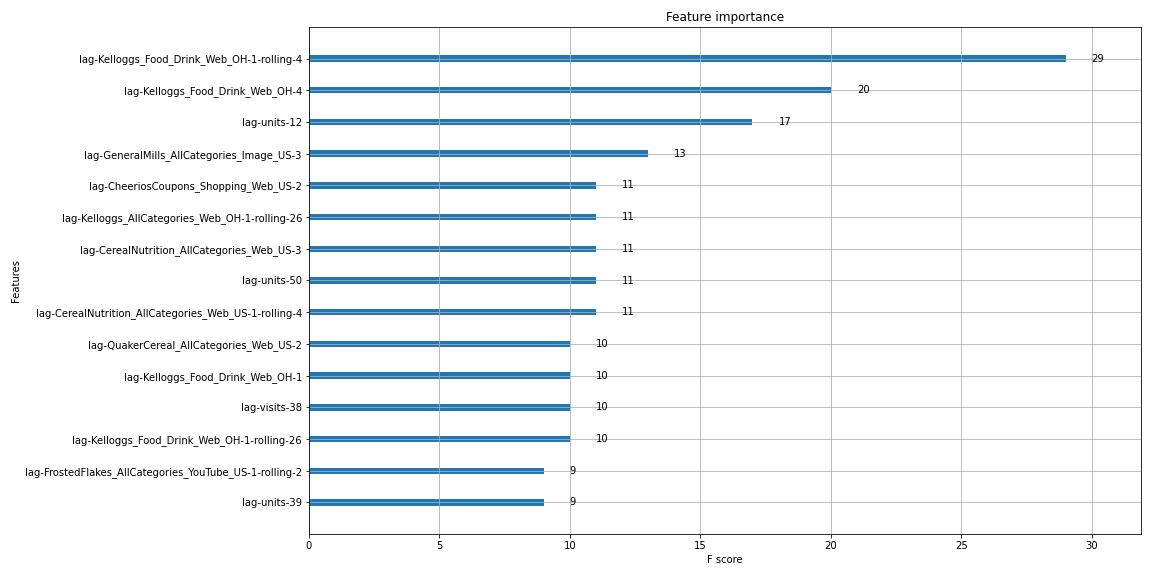 Feature importance
Features
lag-Kelloggs_Food_Drink_Web_OH-1-rolling-4 29
lag-Kelloggs_Food_Drink_Web_OH-4 20
lag-units-12 17
lag-GeneralMills_AllCategories_Image_US-3 13
lag-CheeriosCoupons_Shopping_Web_US-2 11
lag-Kelloggs_AllCategories_Web_OH-1-rolling-26 11
lag-CerealNutrition_AllCategories_Web_US-3 11
lag-units-50 11
lag-CerealNutrition_AllCategories_Web_US-1-rolling-4 11
lag-QuakerCereal_AllCategories_Web_US-2 10
lag-Kelloggs_Food_Drink_Web_OH-1 10
lag-visits-38 10
lag-Kelloggs_Food_Drink_Web_OH-1-rolling-26 10
lag-FrostedFlakes_AllCategories_YouTube_US-1-rolling-2 9
lag-units-39 9
0 5 10 15 20 25 30
F score